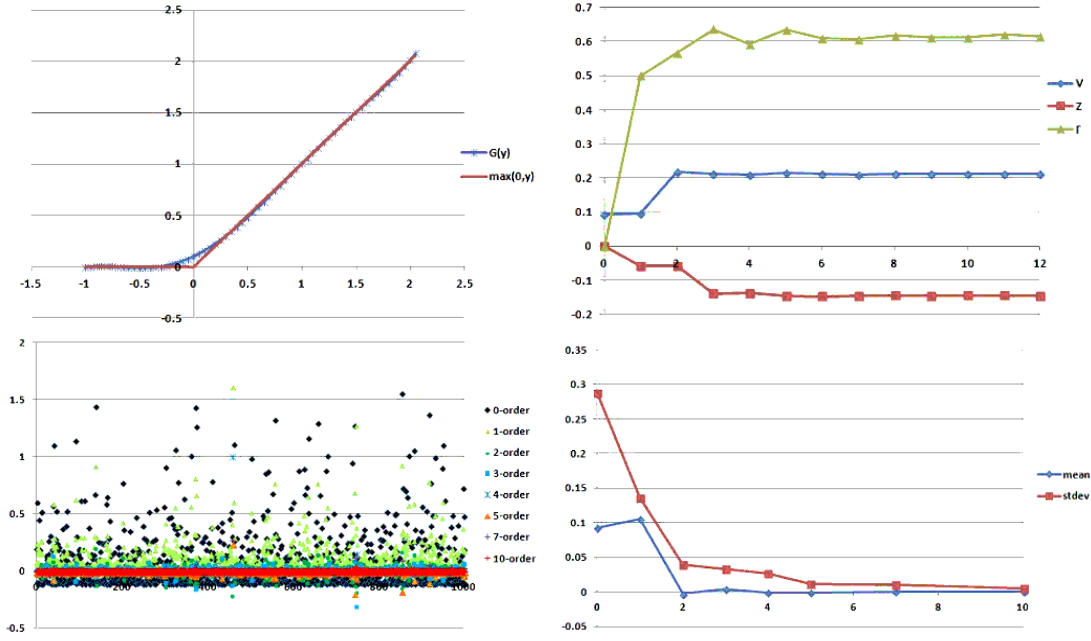 2.5
2
1.5
1
0.5
0
-0.5
-1.5 -1 -0.5 0 0.5 1 1.5 2 2.5
G(y)
max(0,y)
0.7
0.6
0.5
0.4
0.3
0.2
0.1
0
-0.1
-0.2
0 2 4 6 8 10 12
V
Z
Γ
2
1.5
1
0.5
0
-0.5
0 200 400 600 800 1000
0-order
1-order
2-order
3-order
4-order
5-order
7-order
10-order
0.35
0.3
0.25
0.2
0.15
0.1
0.05
0
-0.05
0 2 4 6 8 10
mean
stdev